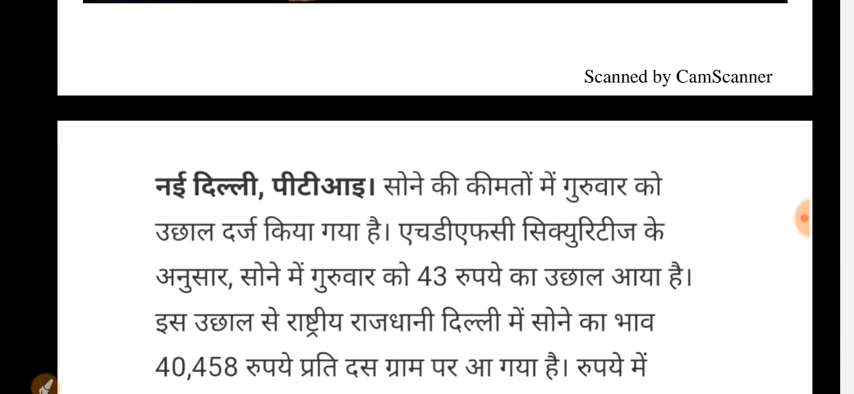 Scanned by CamScanner
नई दिल्ली, पीटीआइ। सोने की कीमतों में गुरुवार को
उछाल दर्ज किया गया है। एचडीएफसी सिक्युरिटीज के
अनुसार, सोने में गुरुवार को 43 रुपये का उछाल आया है।
इस उछाल से राष्ट्रीय राजधानी दिल्ली में सोने का भाव
40,458 रुपये प्रति दस ग्राम पर आ गया है। रुपये में